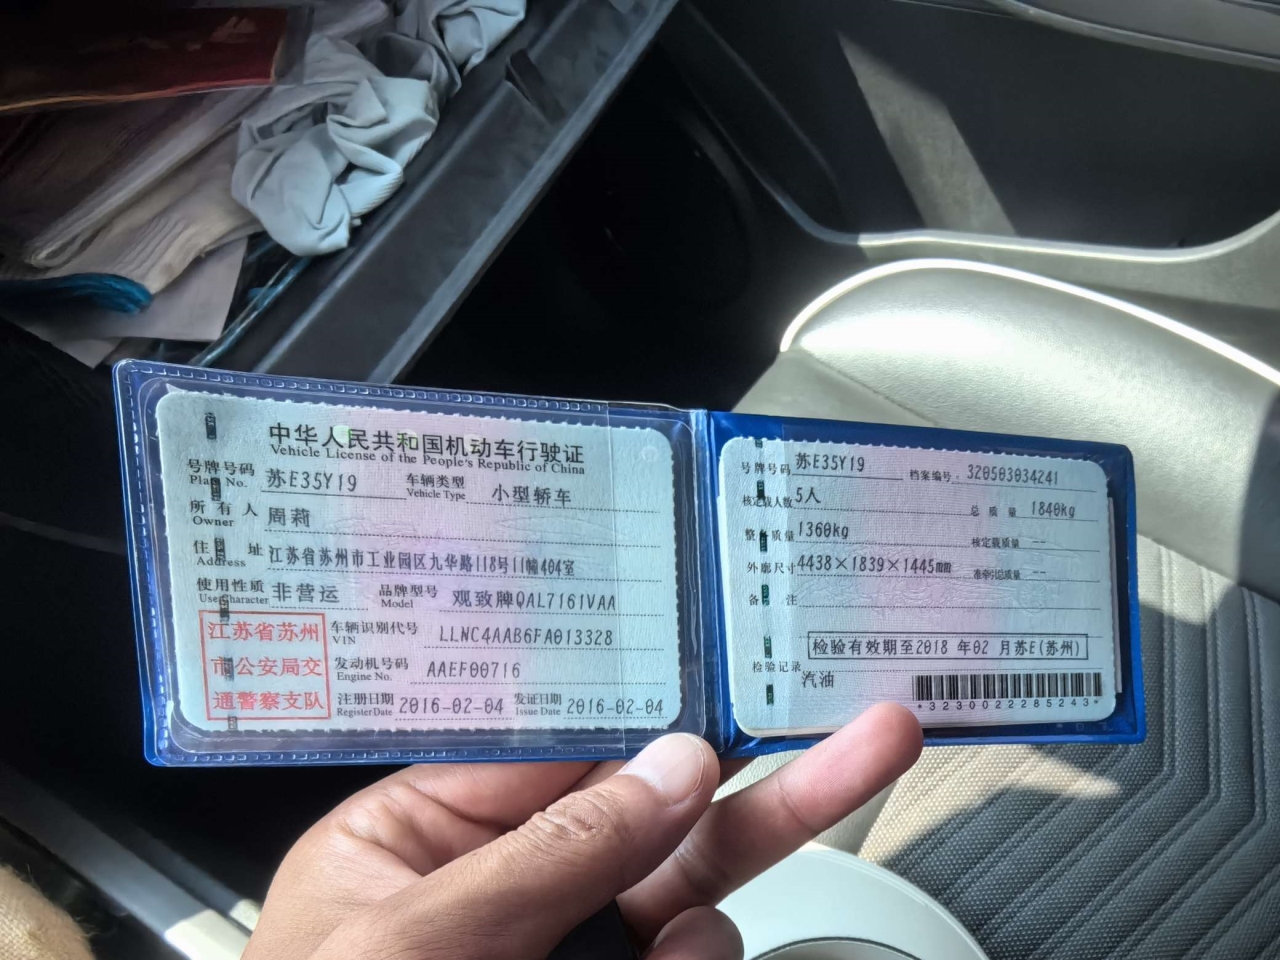 中华人民共和国机动车行驶证
Vehicle License of the People's Republic of China
号牌号码 苏E35Y19 车辆类型 小型轿车
Plate No. Vehicle Type
所有人 周莉
Owner
住址 江苏省苏州市工业园区九华路118号11幢404室
Address
使用性质 非营运 品牌型号 观致牌QAL7161VAA
Use Character Model
江苏省苏州
市公安局交
通警察支队
车辆识别代号 LLNC4AAB6FA013328
VIN
发动机号码 AAEF00716
Engine No.
注册日期 2016-02-04 发证日期 2016-02-04
Register Date Issue Date
号牌号码 苏E35Y19 档案编号 320503034241
核定载人数 5人 总质量 1840kg
整备质量 1360kg 核定载质量 --
外廓尺寸 4438×1839×1445mm 准牵引总质量 --
备注
检验有效期至2018年02月苏E(苏州)
检验记录
汽油
*3230022285243*